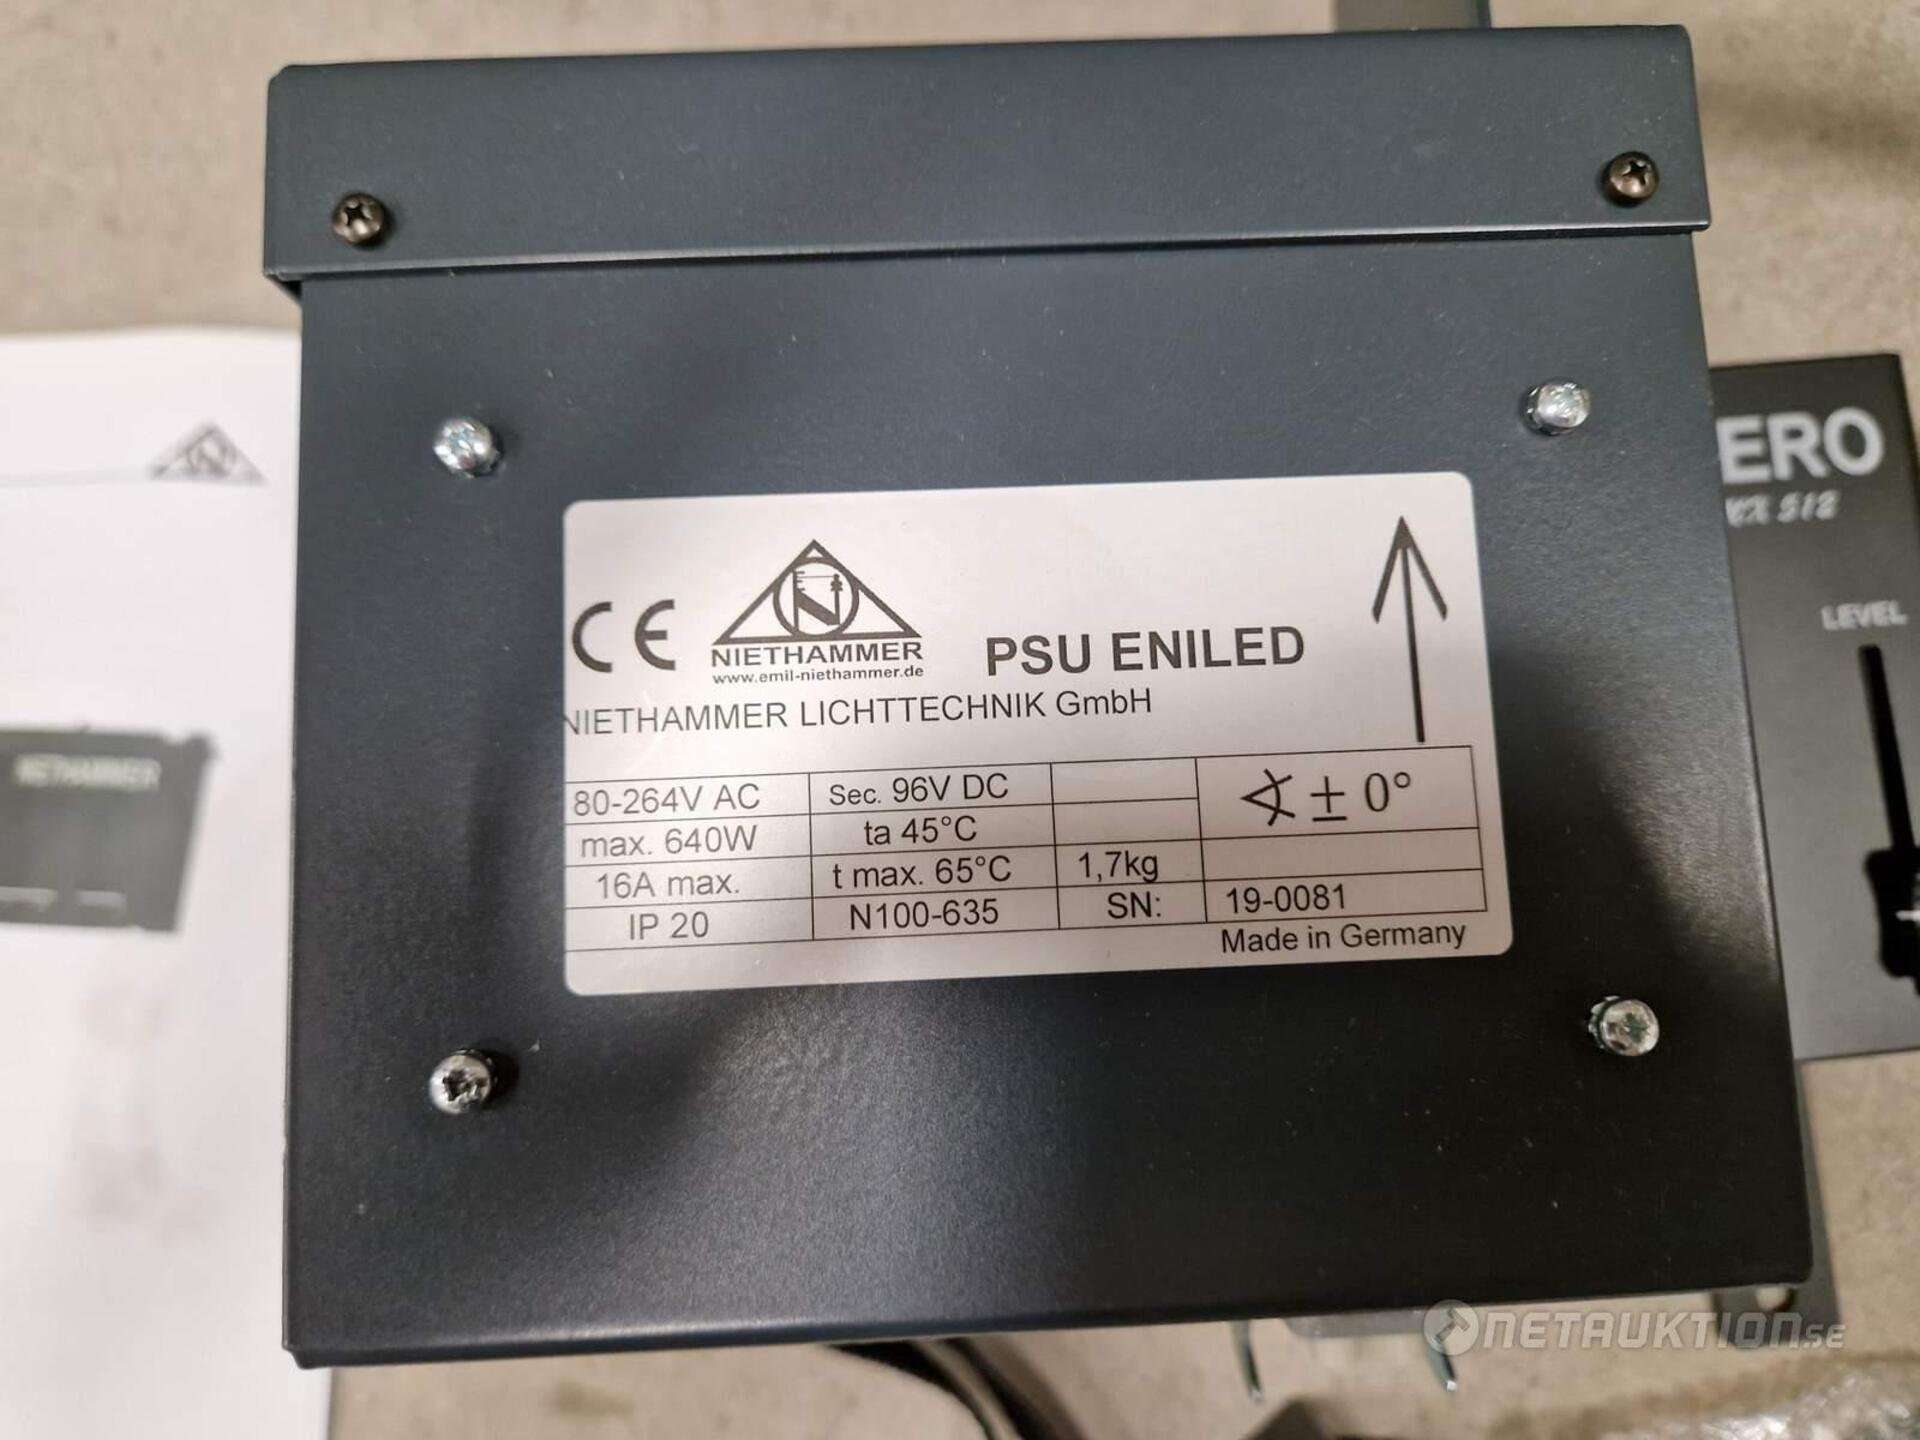 ERO
512
LEVEL
NIETHAMMER
CE
NIETHAMMER
www.emil-niethammer.de
PSU ENILED
NIETHAMMER LICHTTECHNIK GmbH
80-264V AC Sec. 96V DC ∢ ± 0°
max. 640W ta 45°C
16A max. t max. 65°C 1,7kg
IP 20 N100-635 SN: 19-0081
Made in Germany
NETAUKTION.SE